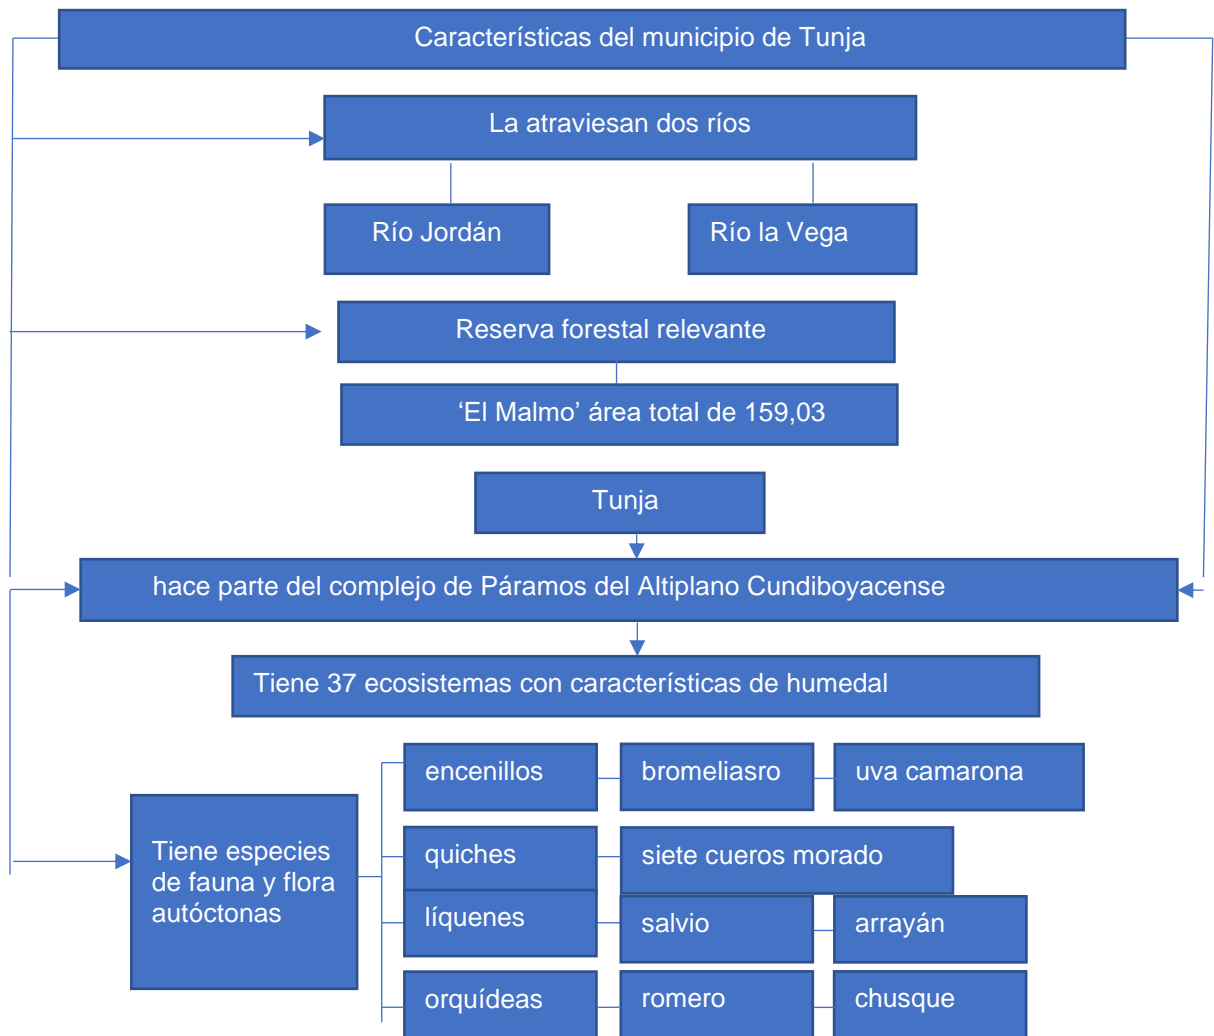 Características del municipio de Tunja
La atraviesan dos ríos
Río Jordán
Río la Vega
Reserva forestal relevante
‘El Malmo’ área total de 159,03
Tunja
hace parte del complejo de Páramos del Altiplano Cundiboyacense
Tiene 37 ecosistemas con características de humedal
Tiene especies
de fauna y flora
autóctonas
encenillos
bromeliasro
uva camarona
quiches
siete cueros morado
líquenes
salvio
arrayán
orquídeas
romero
chusque